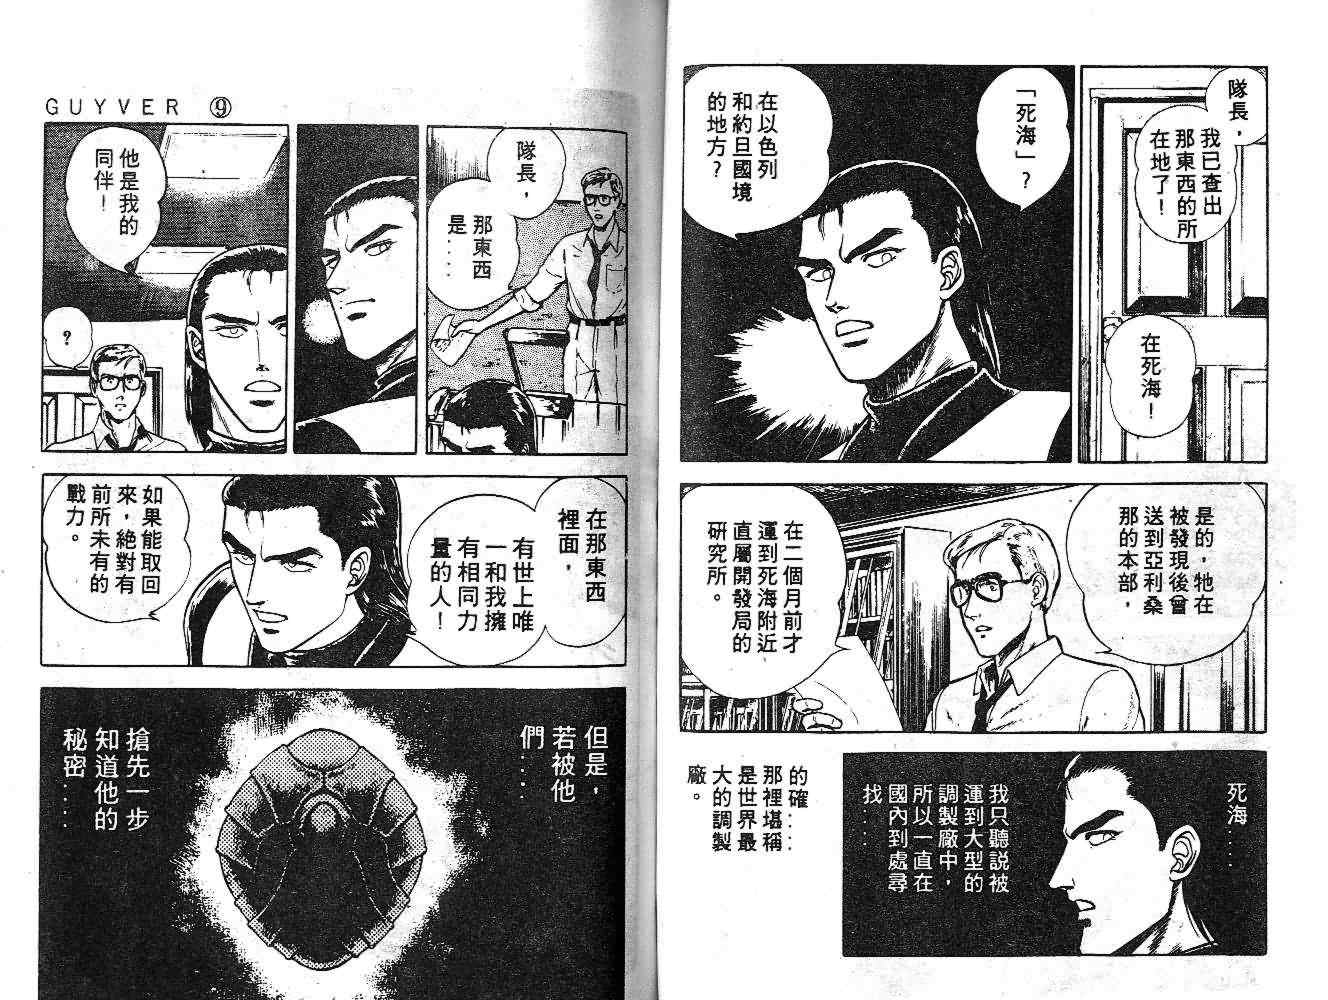 隊長，
我已查出
那東西的所
在地了！
在死海！
「死海」？
在以色列
和約旦國境
的地方？
是的，牠在
被發現後曾
送到亞利桑
那的本部，
在二個月前才
運到死海附近
直屬開發局的
研究所。
死海‥‥
我只聽説被
運到大型的
調製廠中，
所以一直在
國內到處尋
找‥‥
的確‥‥
那裡堪稱
是世界最
大的調製
廠。
GUYVER ⑨
隊長，
那東西
是‥‥
他是我的
同伴！
？
在那東西
裡面，
有世上唯
一和我擁
有相同力
量的人！
如果能取回
來，絕對有
前所未有的
戰力。
但是，
若被他
們‥‥
搶先一步
知道他的
秘密‥‥